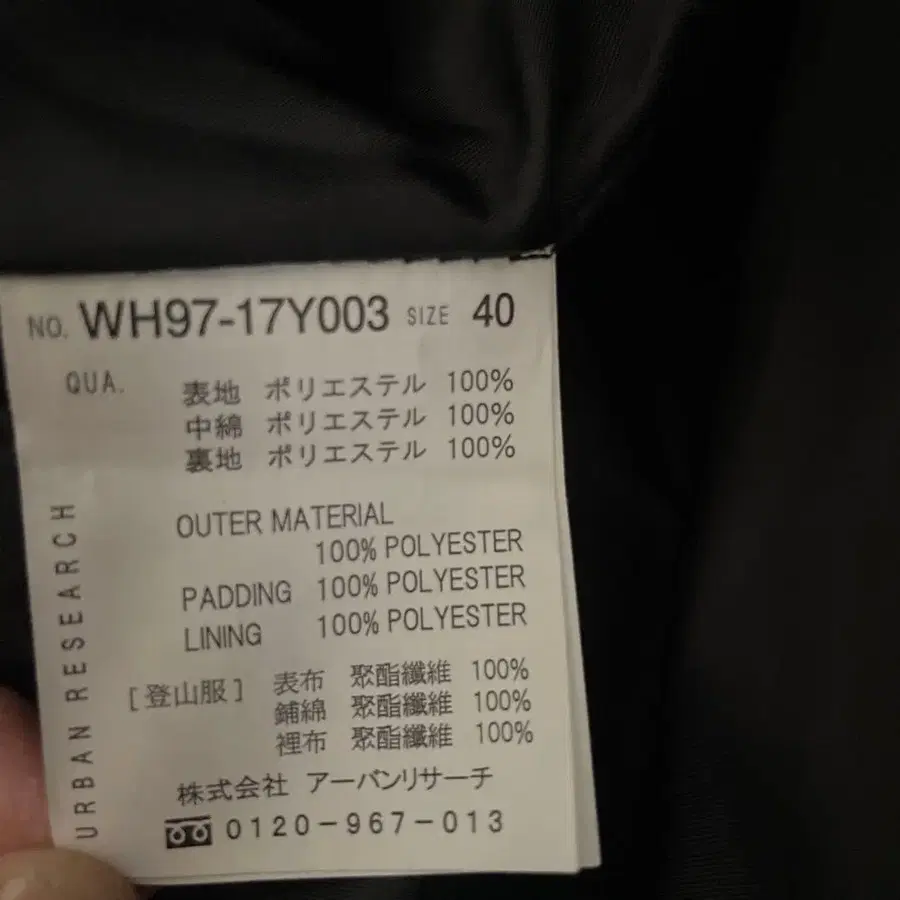 NO. WH97-17Y003 SIZE 40
QUA.
表地 ポリエステル 100%
中綿 ポリエステル 100%
裏地 ポリエステル 100%
OUTER MATERIAL
100% POLYESTER
PADDING 100% POLYESTER
LINING 100% POLYESTER
[登山服] 表布 聚酯纖維 100%
鋪綿 聚酯纖維 100%
裡布 聚酯纖維 100%
株式会社 アーバンリサーチ
0120-967-013
URBAN RESEARCH